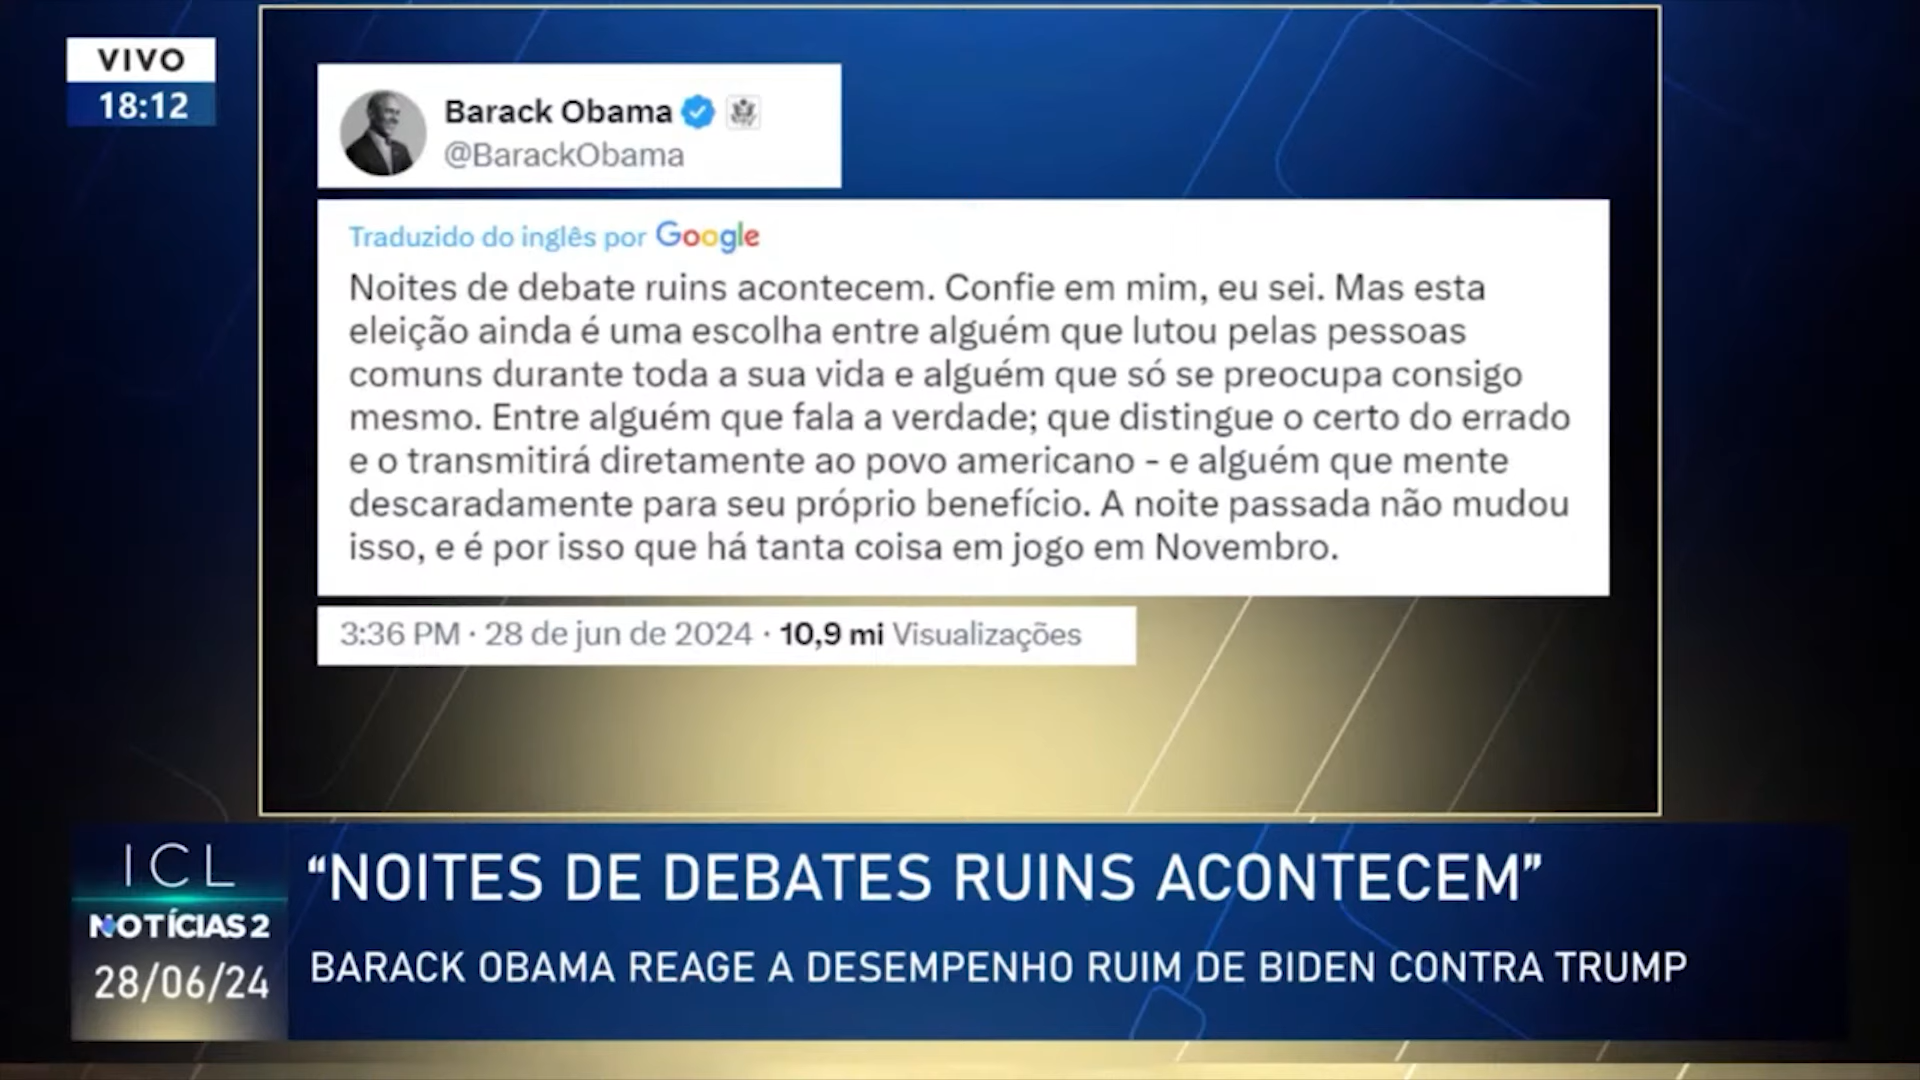 VIVO
18:12
Barack Obama
@BarackObama
Traduzido do inglês por Google
Noites de debate ruins acontecem. Confie em mim, eu sei. Mas esta
eleição ainda é uma escolha entre alguém que lutou pelas pessoas
comuns durante toda a sua vida e alguém que só se preocupa consigo
mesmo. Entre alguém que fala a verdade; que distingue o certo do errado
e o transmitirá diretamente ao povo americano - e alguém que mente
descaradamente para seu próprio benefício. A noite passada não mudou
isso, e é por isso que há tanta coisa em jogo em Novembro.
3:36 PM · 28 de jun de 2024 · 10,9 mi Visualizações
ICL
NOTÍCIAS 2
28/06/24
“NOITES DE DEBATES RUINS ACONTECEM”
BARACK OBAMA REAGE A DESEMPENHO RUIM DE BIDEN CONTRA TRUMP